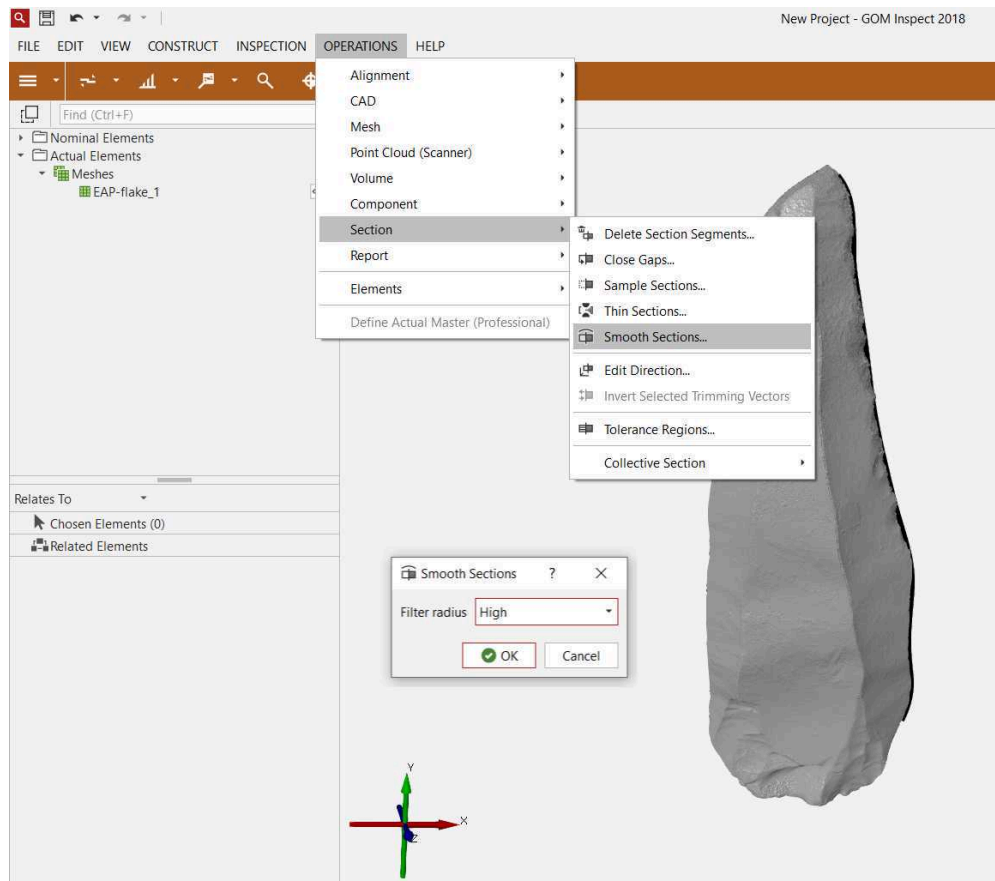 New Project - GOM Inspect 2018
FILE EDIT VIEW CONSTRUCT INSPECTION OPERATIONS HELP
Find (Ctrl+F)
Nominal Elements
Actual Elements
Meshes
EAP-flake_1
Alignment
CAD
Mesh
Point Cloud (Scanner)
Volume
Component
Section
Report
Elements
Define Actual Master (Professional)
Delete Section Segments...
Close Gaps...
Sample Sections...
Thin Sections...
Smooth Sections...
Edit Direction...
Invert Selected Trimming Vectors
Tolerance Regions...
Collective Section
Relates To
Chosen Elements (0)
Related Elements
Smooth Sections ?
Filter radius High
OK Cancel
Y
X
Z